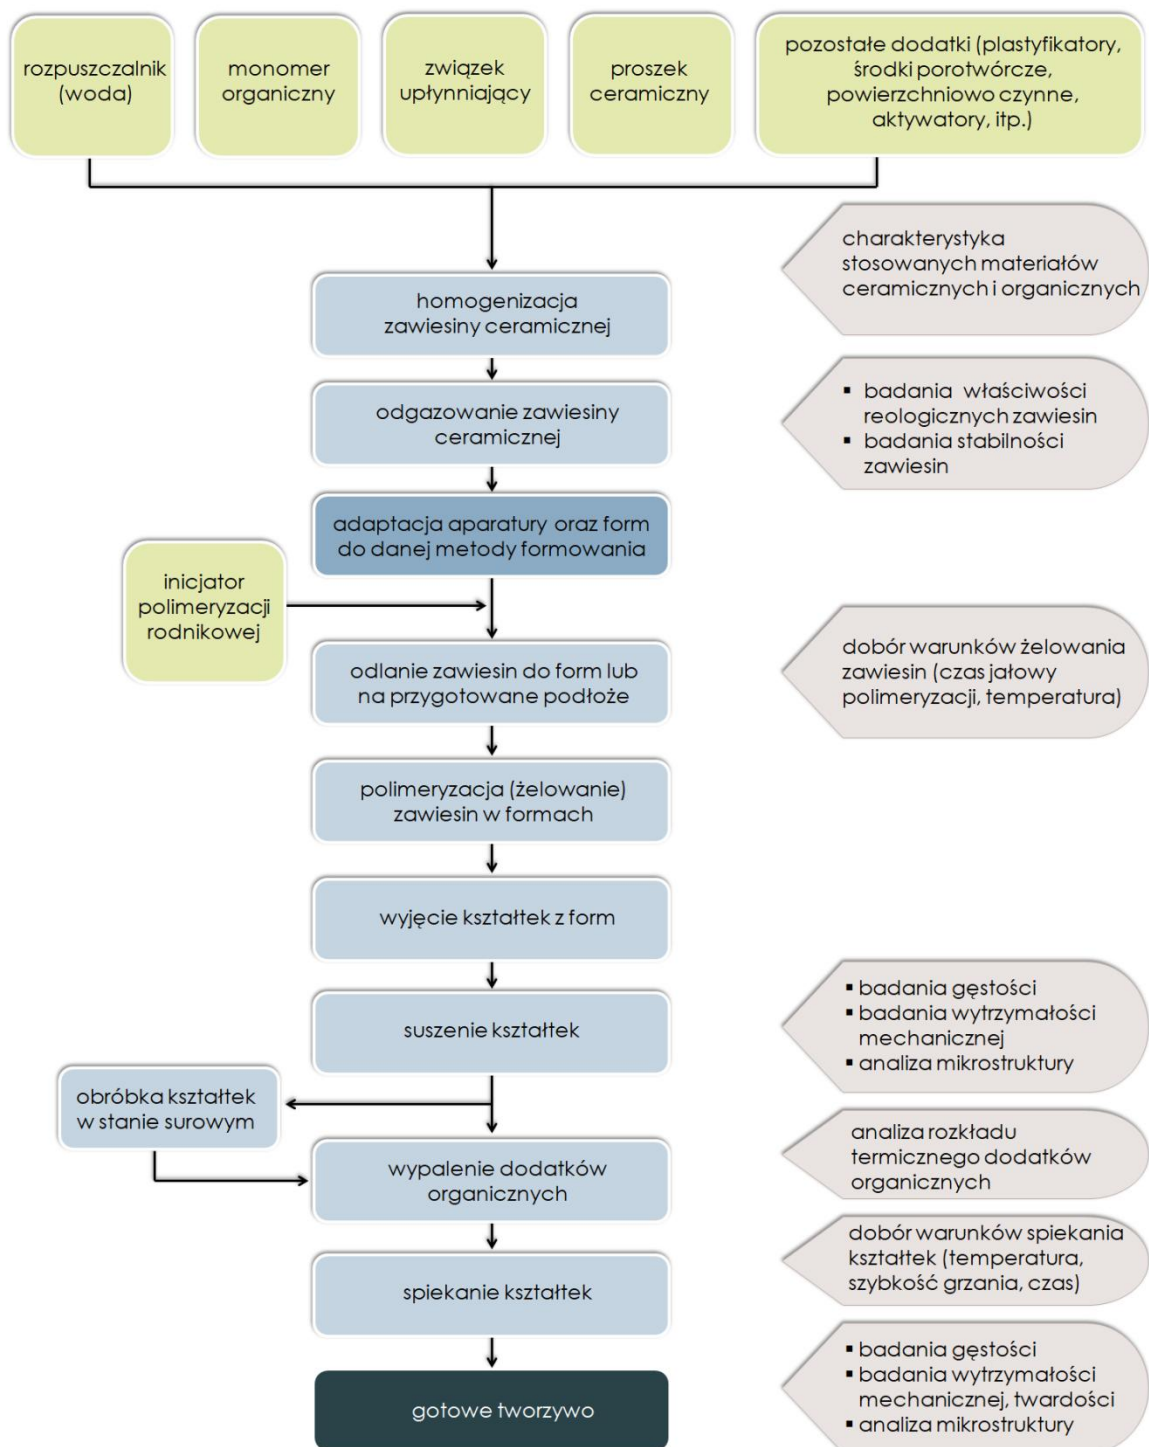 rozpuszczalnik
(woda)
monomer
organiczny
związek
upłynniający
proszek
ceramiczny
pozostałe dodatki (plastyfikatory,
środki porotwórcze,
powierzchniowo czynne,
aktywatory, itp.)
charakterystyka
stosowanych materiałów
ceramicznych i organicznych
homogenizacja
zawiesiny ceramicznej
odgazowanie zawiesiny
ceramicznej
▪ badania właściwości
reologicznych zawiesin
▪ badania stabilności
zawiesin
adaptacja aparatury oraz form
do danej metody formowania
inicjator
polimeryzacji
rodnikowej
odlanie zawiesin do form lub
na przygotowane podłoże
dobór warunków żelowania
zawiesin (czas jałowy
polimeryzacji, temperatura)
polimeryzacja (żelowanie)
zawiesin w formach
wyjęcie kształtek z form
suszenie kształtek
▪ badania gęstości
▪ badania wytrzymałości
mechanicznej
▪ analiza mikrostruktury
obróbka kształtek
w stanie surowym
wypalenie dodatków
organicznych
analiza rozkładu
termicznego dodatków
organicznych
spiekanie kształtek
dobór warunków spiekania
kształtek (temperatura,
szybkość grzania, czas)
gotowe tworzywo
▪ badania gęstości
▪ badania wytrzymałości
mechanicznej, twardości
▪ analiza mikrostruktury